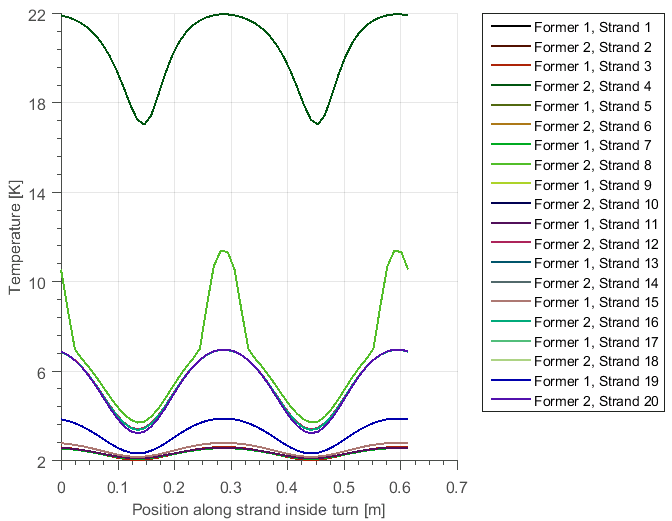 22
18
14
10
6
2
Temperature [K]
0
0.1
0.2
0.3
0.4
0.5
0.6
0.7
Position along strand inside turn [m]
Former 1, Strand 1
Former 2, Strand 2
Former 1, Strand 3
Former 2, Strand 4
Former 1, Strand 5
Former 2, Strand 6
Former 1, Strand 7
Former 2, Strand 8
Former 1, Strand 9
Former 2, Strand 10
Former 1, Strand 11
Former 2, Strand 12
Former 1, Strand 13
Former 2, Strand 14
Former 1, Strand 15
Former 2, Strand 16
Former 1, Strand 17
Former 2, Strand 18
Former 1, Strand 19
Former 2, Strand 20